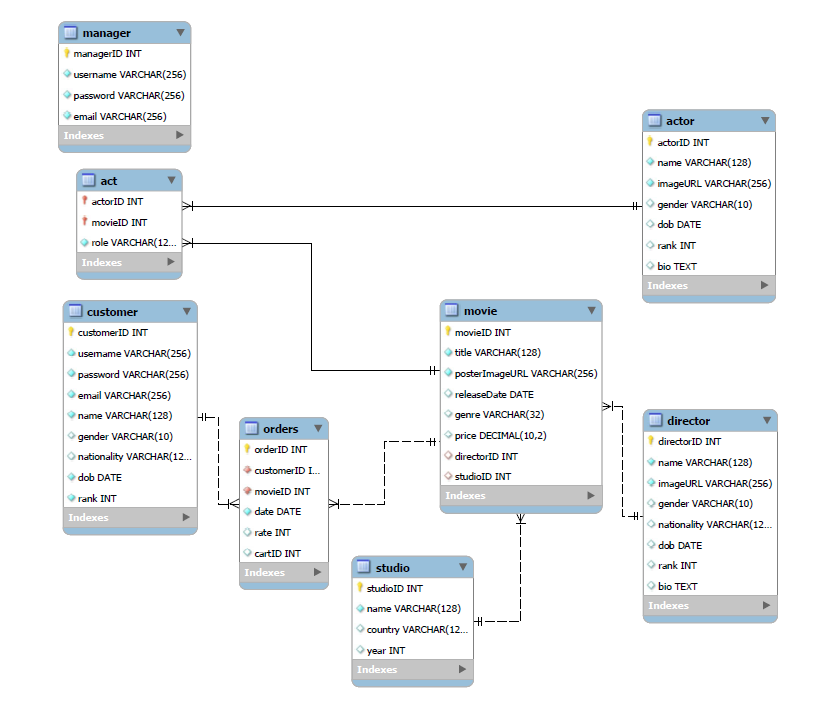 manager
managerID INT
username VARCHAR(256)
password VARCHAR(256)
email VARCHAR(256)
Indexes
act
actorID INT
movieID INT
role VARCHAR(12...
Indexes
actor
actorID INT
name VARCHAR(128)
imageURL VARCHAR(256)
gender VARCHAR(10)
dob DATE
rank INT
bio TEXT
Indexes
customer
customerID INT
username VARCHAR(256)
password VARCHAR(256)
email VARCHAR(256)
name VARCHAR(128)
gender VARCHAR(10)
nationality VARCHAR(12...
dob DATE
rank INT
Indexes
orders
orderID INT
customerID I...
movieID INT
date DATE
rate INT
cartID INT
Indexes
movie
movieID INT
title VARCHAR(128)
posterImageURL VARCHAR(256)
releaseDate DATE
genre VARCHAR(32)
price DECIMAL(10,2)
directorID INT
studioID INT
Indexes
director
directorID INT
name VARCHAR(128)
imageURL VARCHAR(256)
gender VARCHAR(10)
nationality VARCHAR(12...
dob DATE
rank INT
bio TEXT
Indexes
studio
studioID INT
name VARCHAR(128)
country VARCHAR(12...
year INT
Indexes